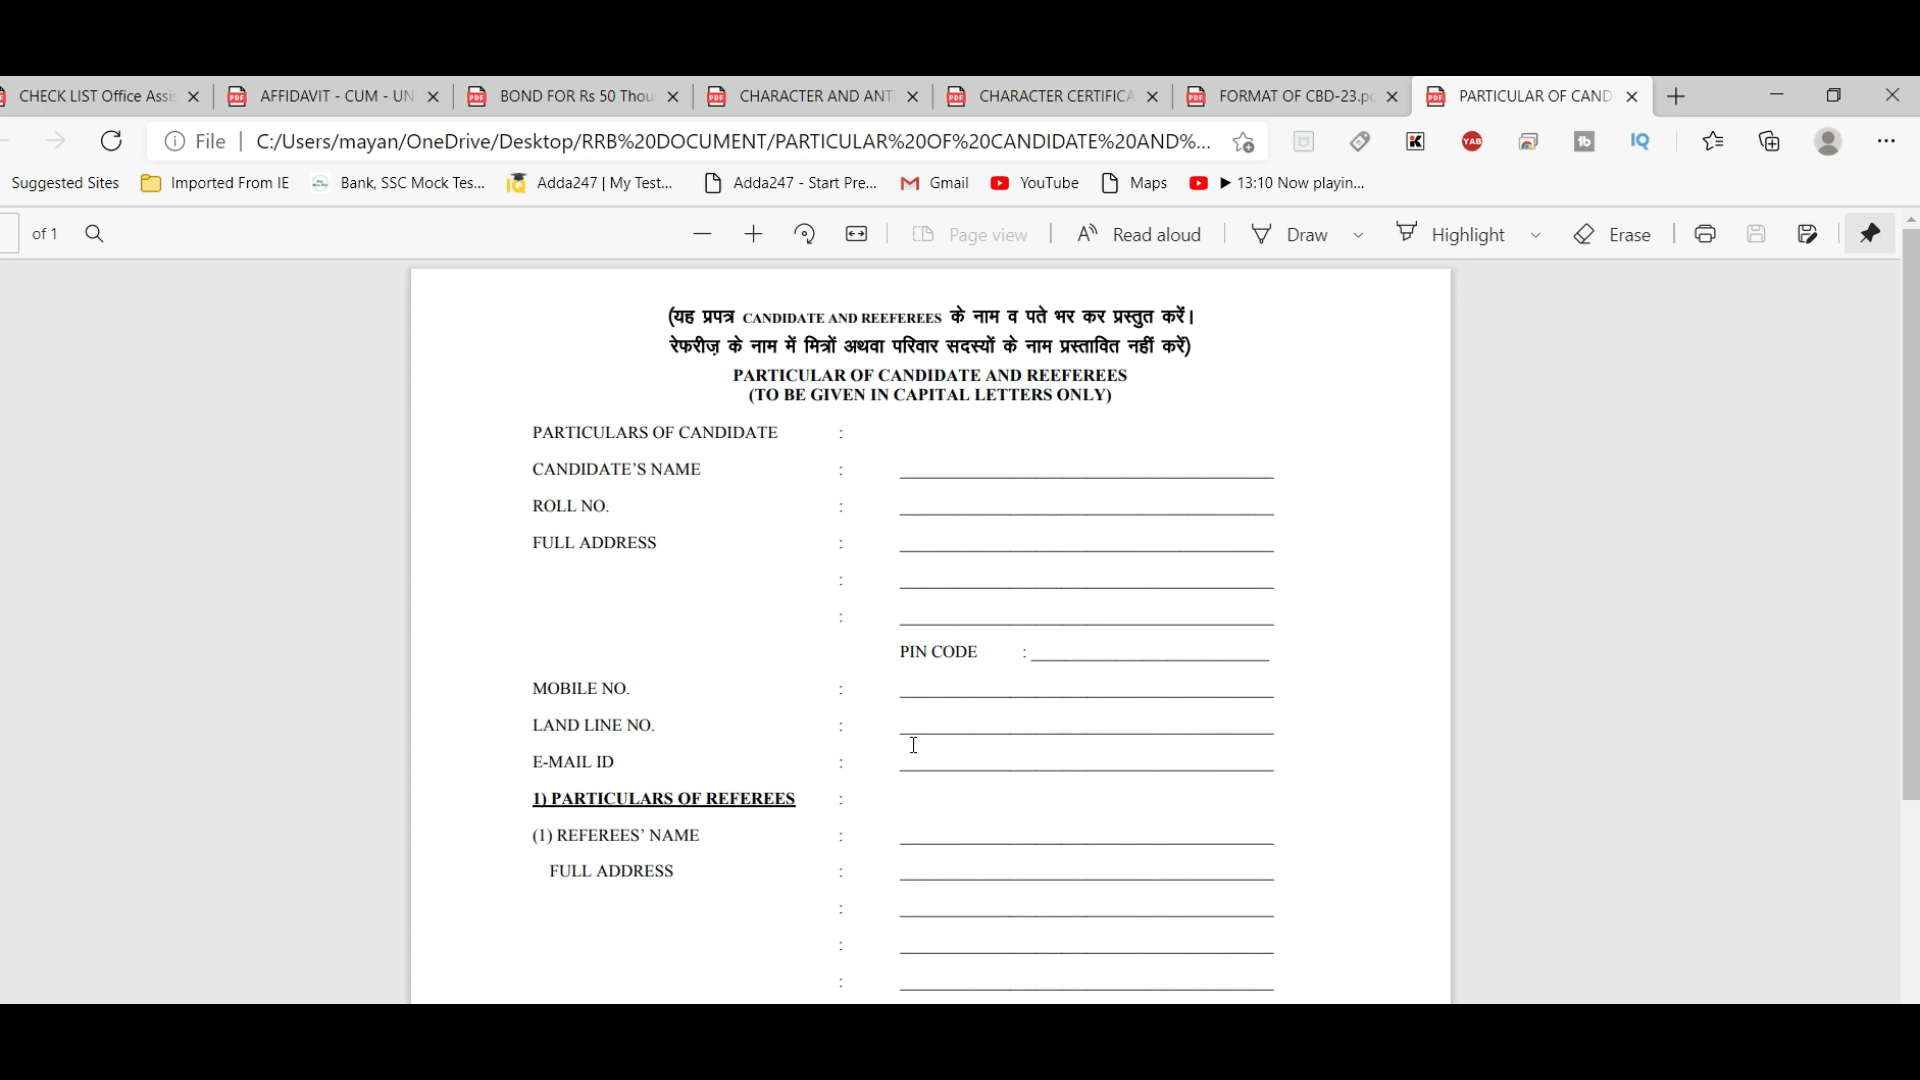 CHECK LIST Office Assis
AFFIDAVIT - CUM - UN
BOND FOR Rs 50 Thou
CHARACTER AND ANT
CHARACTER CERTIFICA
FORMAT OF CBD-23.pd
PARTICULAR OF CAND
File
C:/Users/mayan/OneDrive/Desktop/RRB%20DOCUMENT/PARTICULAR%20OF%20CANDIDATE%20AND%...
Suggested Sites
Imported From IE
Bank, SSC Mock Tes...
Adda247 | My Test...
Adda247 - Start Pre...
Gmail
YouTube
Maps
▶ 13:10 Now playin...
of 1
Page view
Read aloud
Draw
Highlight
Erase
(यह प्रपत्र CANDIDATE AND REEFEREES के नाम व पते भर कर प्रस्तुत करें।
रेफरीज़ के नाम में मित्रों अथवा परिवार सदस्यों के नाम प्रस्तावित नहीं करें)
PARTICULAR OF CANDIDATE AND REEFEREES
(TO BE GIVEN IN CAPITAL LETTERS ONLY)
PARTICULARS OF CANDIDATE :
CANDIDATE’S NAME :
ROLL NO. :
FULL ADDRESS :
:
:
PIN CODE :
MOBILE NO. :
LAND LINE NO. :
E-MAIL ID :
1) PARTICULARS OF REFEREES :
(1) REFEREES’ NAME :
FULL ADDRESS :
:
:
: